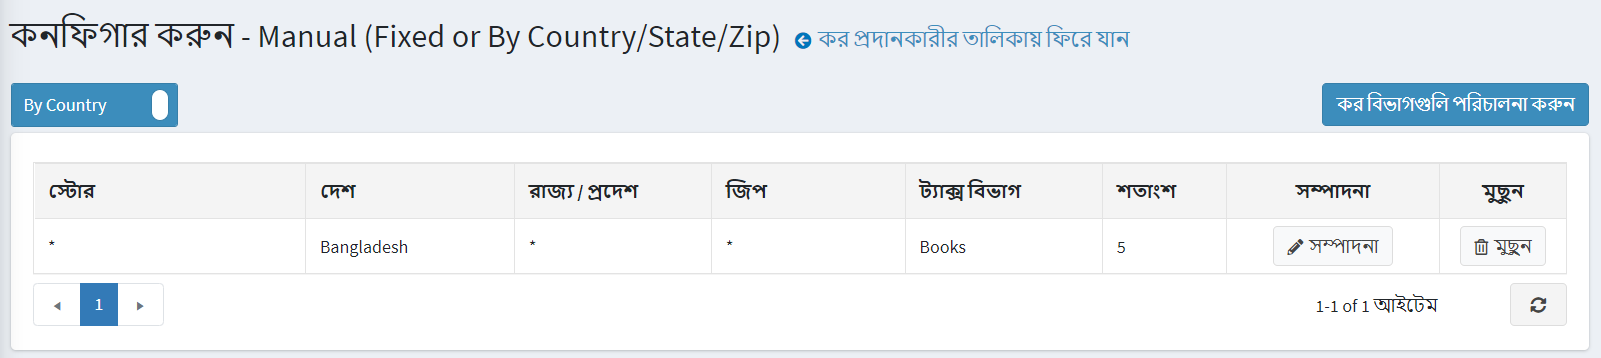 কনফিগার করুন - Manual (Fixed or By Country/State/Zip) কর প্রদানকারীর তালিকায় ফিরে যান
By Country কর বিভাগগুলি পরিচালনা করুন
স্টোর দেশ রাজ্য / প্রদেশ জিপ ট্যাক্স বিভাগ শতাংশ সম্পাদনা মুছুন
* Bangladesh * * Books 5 সম্পাদনা মুছুন
1 1-1 of 1 আইটেম